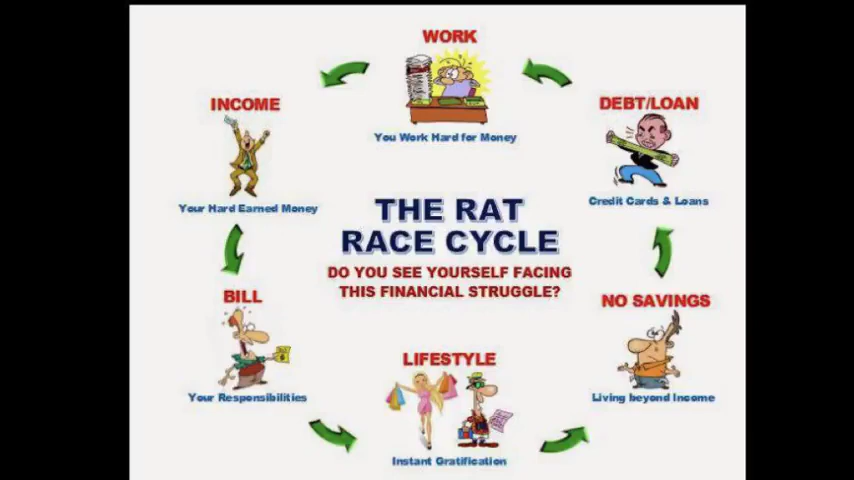 WORK
You Work Hard for Money
INCOME
Your Hard Earned Money
BILL
Your Responsibilities
LIFESTYLE
Instant Gratification
NO SAVINGS
Living beyond Income
DEBT/LOAN
Credit Cards & Loans
THE RAT
RACE CYCLE
DO YOU SEE YOURSELF FACING
THIS FINANCIAL STRUGGLE?